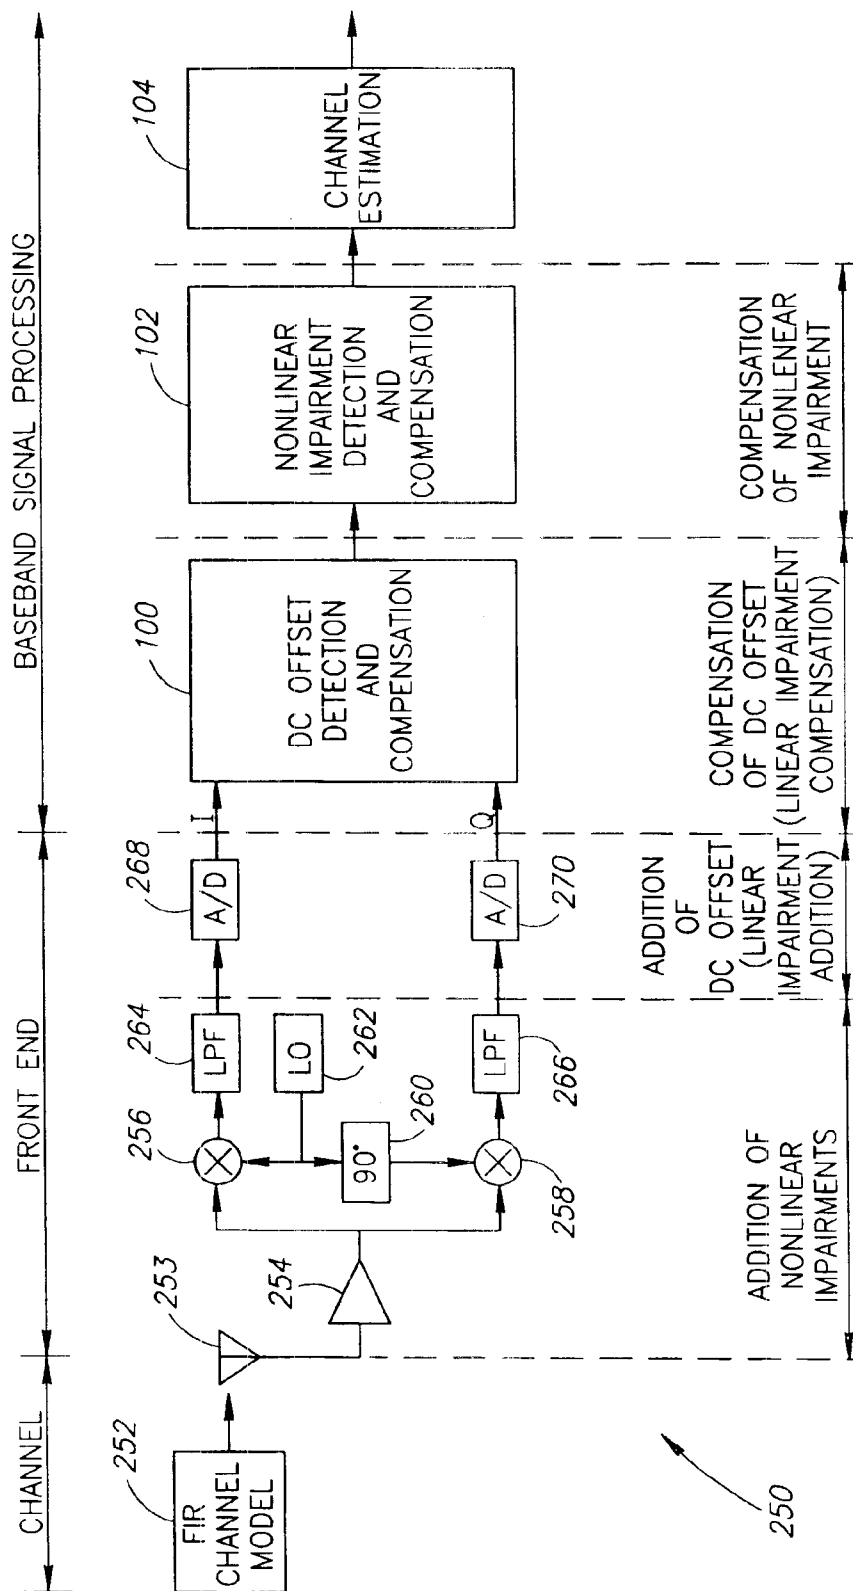 CHANNEL
FRONT END
BASEBAND SIGNAL PROCESSING
252
FIR
CHANNEL
MODEL
253
254
256
264
LPF
268
A/D
I
LO
262
90°
260
258
LPF
266
A/D
270
Q
100
DC OFFSET
DETECTION
AND
COMPENSATION
102
NONLINEAR
IMPAIRMENT
DETECTION
AND
COMPENSATION
104
CHANNEL
ESTIMATION
ADDITION OF
NONLINEAR
IMPAIRMENTS
ADDITION
OF
DC OFFSET
(LINEAR
IMPAIRMENT
ADDITION)
COMPENSATION
OF DC OFFSET
(LINEAR IMPAIRMENT
COMPENSATION)
COMPENSATION
OF NONLENEAR
IMPAIRMENT
250